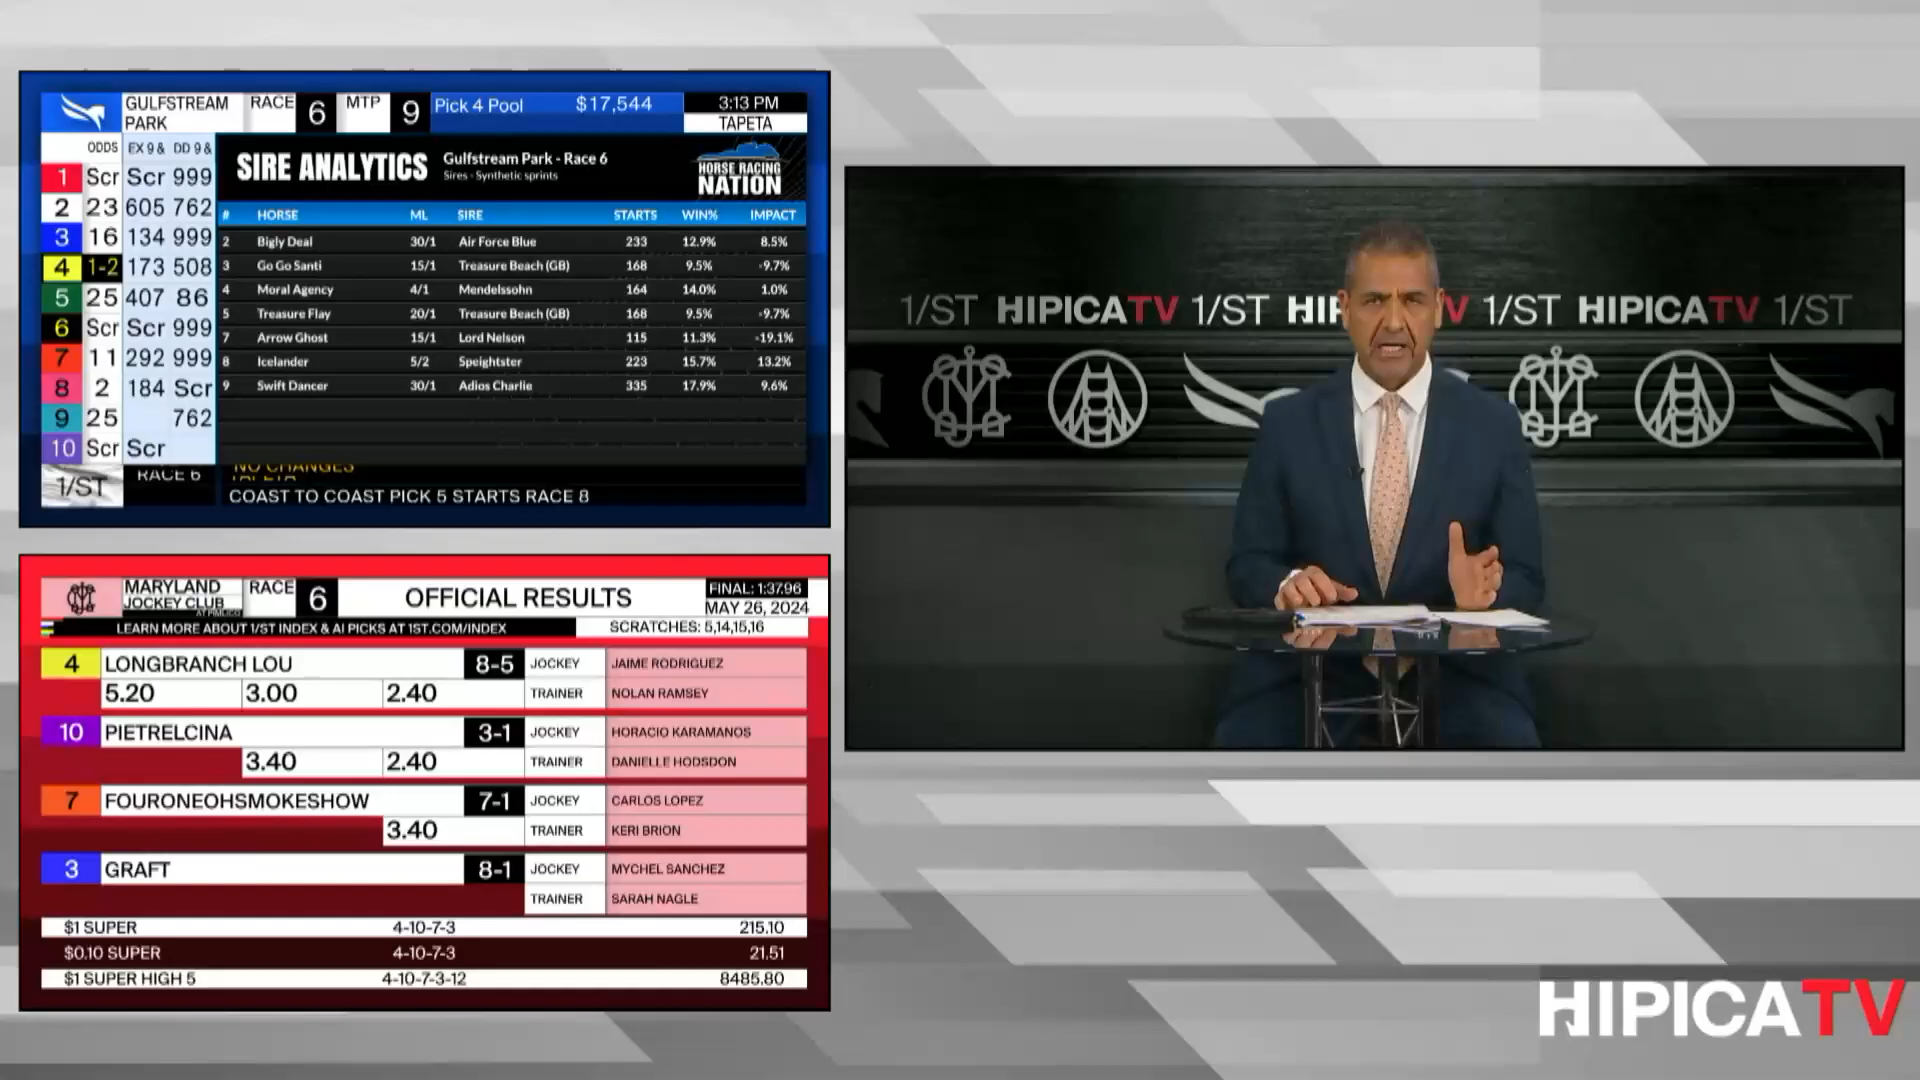 GULFSTREAM PARK RACE 6 MTP 9 Pick 4 Pool $17,544 3:13 PM TAPETA
ODDS EX 9 & DD 9 &
1 Scr Scr 999
2 23 605 762
3 16 134 999
4 1-2 173 508
5 25 407 86
6 Scr Scr 999
7 11 292 999
8 2 184 Scr
9 25 762
10 Scr Scr
SIRE ANALYTICS Gulfstream Park - Race 6
Sires - Synthetic sprints
HORSE RACING NATION
# HORSE ML SIRE STARTS WIN% IMPACT
2 Bigly Deal 30/1 Air Force Blue 233 12.9% 8.5%
3 Go Go Santi 15/1 Treasure Beach (GB) 168 9.5% -9.7%
4 Moral Agency 4/1 Mendelssohn 164 14.0% 1.0%
5 Treasure Flay 20/1 Treasure Beach (GB) 168 9.5% -9.7%
7 Arrow Ghost 15/1 Lord Nelson 115 11.3% -19.1%
8 Icelander 5/2 Speightster 223 15.7% 13.2%
9 Swift Dancer 30/1 Adios Charlie 335 17.9% 9.6%
1/ST RACE 6 NO CHANGES
TAPETA
COAST TO COAST PICK 5 STARTS RACE 8
MARYLAND JOCKEY CLUB AT PIMLICO RACE 6 OFFICIAL RESULTS FINAL: 1:37.96
MAY 26, 2024
LEARN MORE ABOUT 1/ST INDEX & AI PICKS AT 1ST.COM/INDEX SCRATCHES: 5,14,15,16
4 LONGBRANCH LOU 8-5 JOCKEY JAIME RODRIGUEZ
5.20 3.00 2.40 TRAINER NOLAN RAMSEY
10 PIETRELCINA 3-1 JOCKEY HORACIO KARAMANOS
3.40 2.40 TRAINER DANIELLE HODSDON
7 FOURONEOHSMOKESHOW 7-1 JOCKEY CARLOS LOPEZ
3.40 TRAINER KERI BRION
3 GRAFT 8-1 JOCKEY MYCHEL SANCHEZ
TRAINER SARAH NAGLE
$1 SUPER 4-10-7-3 215.10
$0.10 SUPER 4-10-7-3 21.51
$1 SUPER HIGH 5 4-10-7-3-12 8485.80
1/ST HIPICATV 1/ST HIP V 1/ST HIPICATV 1/ST
HIPICATV